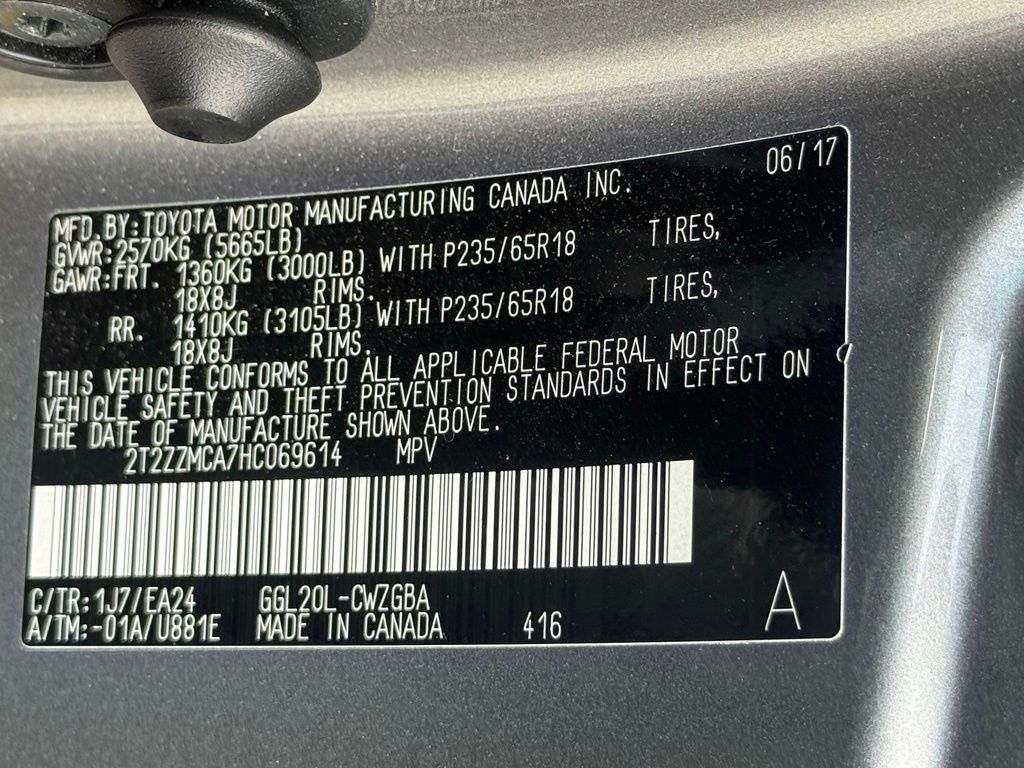 06/17
MFD.BY:TOYOTA MOTOR MANUFACTURING CANADA INC.
GVWR:2570KG (5665LB)
GAWR:FRT. 1360KG (3000LB) WITH P235/65R18 TIRES,
18X8J RIMS.
RR. 1410KG (3105LB) WITH P235/65R18 TIRES,
18X8J RIMS.
THIS VEHICLE CONFORMS TO ALL APPLICABLE FEDERAL MOTOR
VEHICLE SAFETY AND THEFT PREVENTION STANDARDS IN EFFECT ON
THE DATE OF MANUFACTURE SHOWN ABOVE.
2T2ZZMCA7HC069614 MPV
C/TR:1J7/EA24 GGL20L-CWZGBA
A/TM:-01A/U881E MADE IN CANADA 416 A